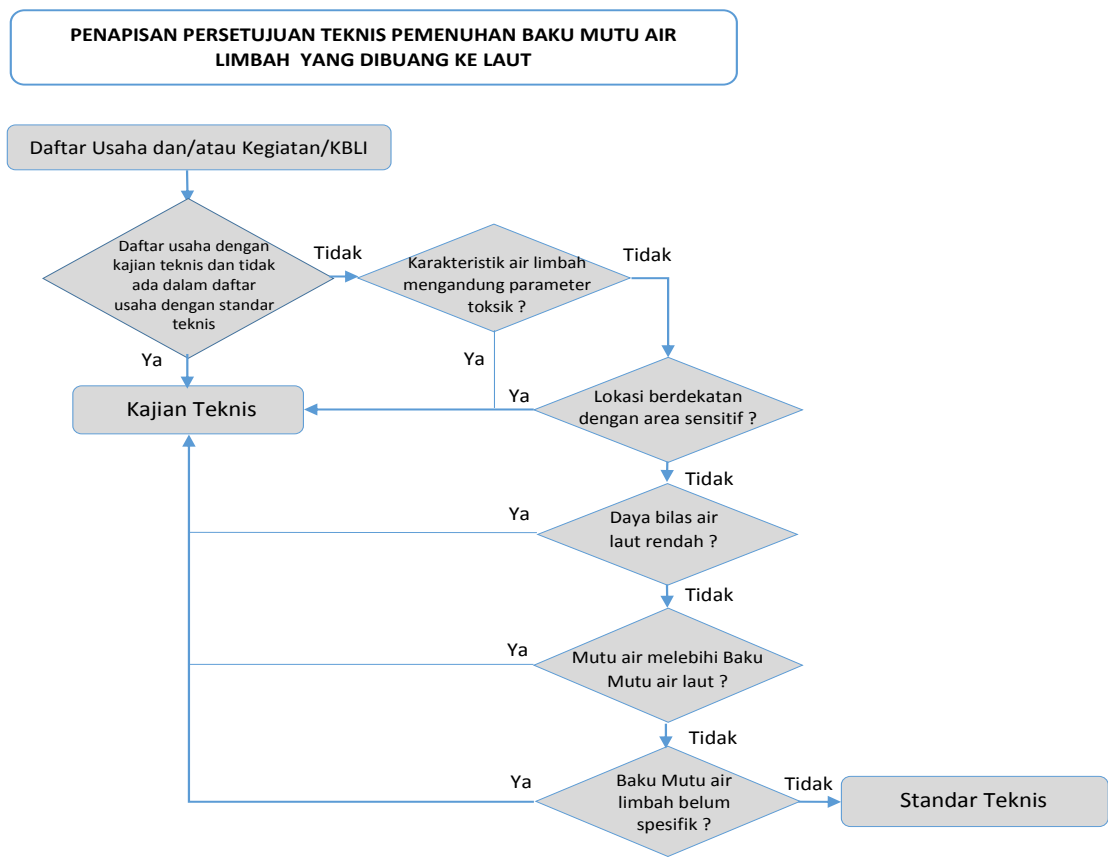 PENAPISAN PERSETUJUAN TEKNIS PEMENUHAN BAKU MUTU AIR
LIMBAH YANG DIBUANG KE LAUT
Daftar Usaha dan/atau Kegiatan/KBLI
Daftar usaha dengan
kajian teknis dan tidak
ada dalam daftar
usaha dengan standar
teknis
Tidak
Karakteristik air limbah
mengandung parameter
toksik ?
Tidak
Ya
Ya
Kajian Teknis
Ya
Lokasi berdekatan
dengan area sensitif ?
Tidak
Ya
Daya bilas air
laut rendah ?
Tidak
Ya
Mutu air melebihi Baku
Mutu air laut ?
Tidak
Ya
Baku Mutu air
limbah belum
spesifik ?
Tidak
Standar Teknis